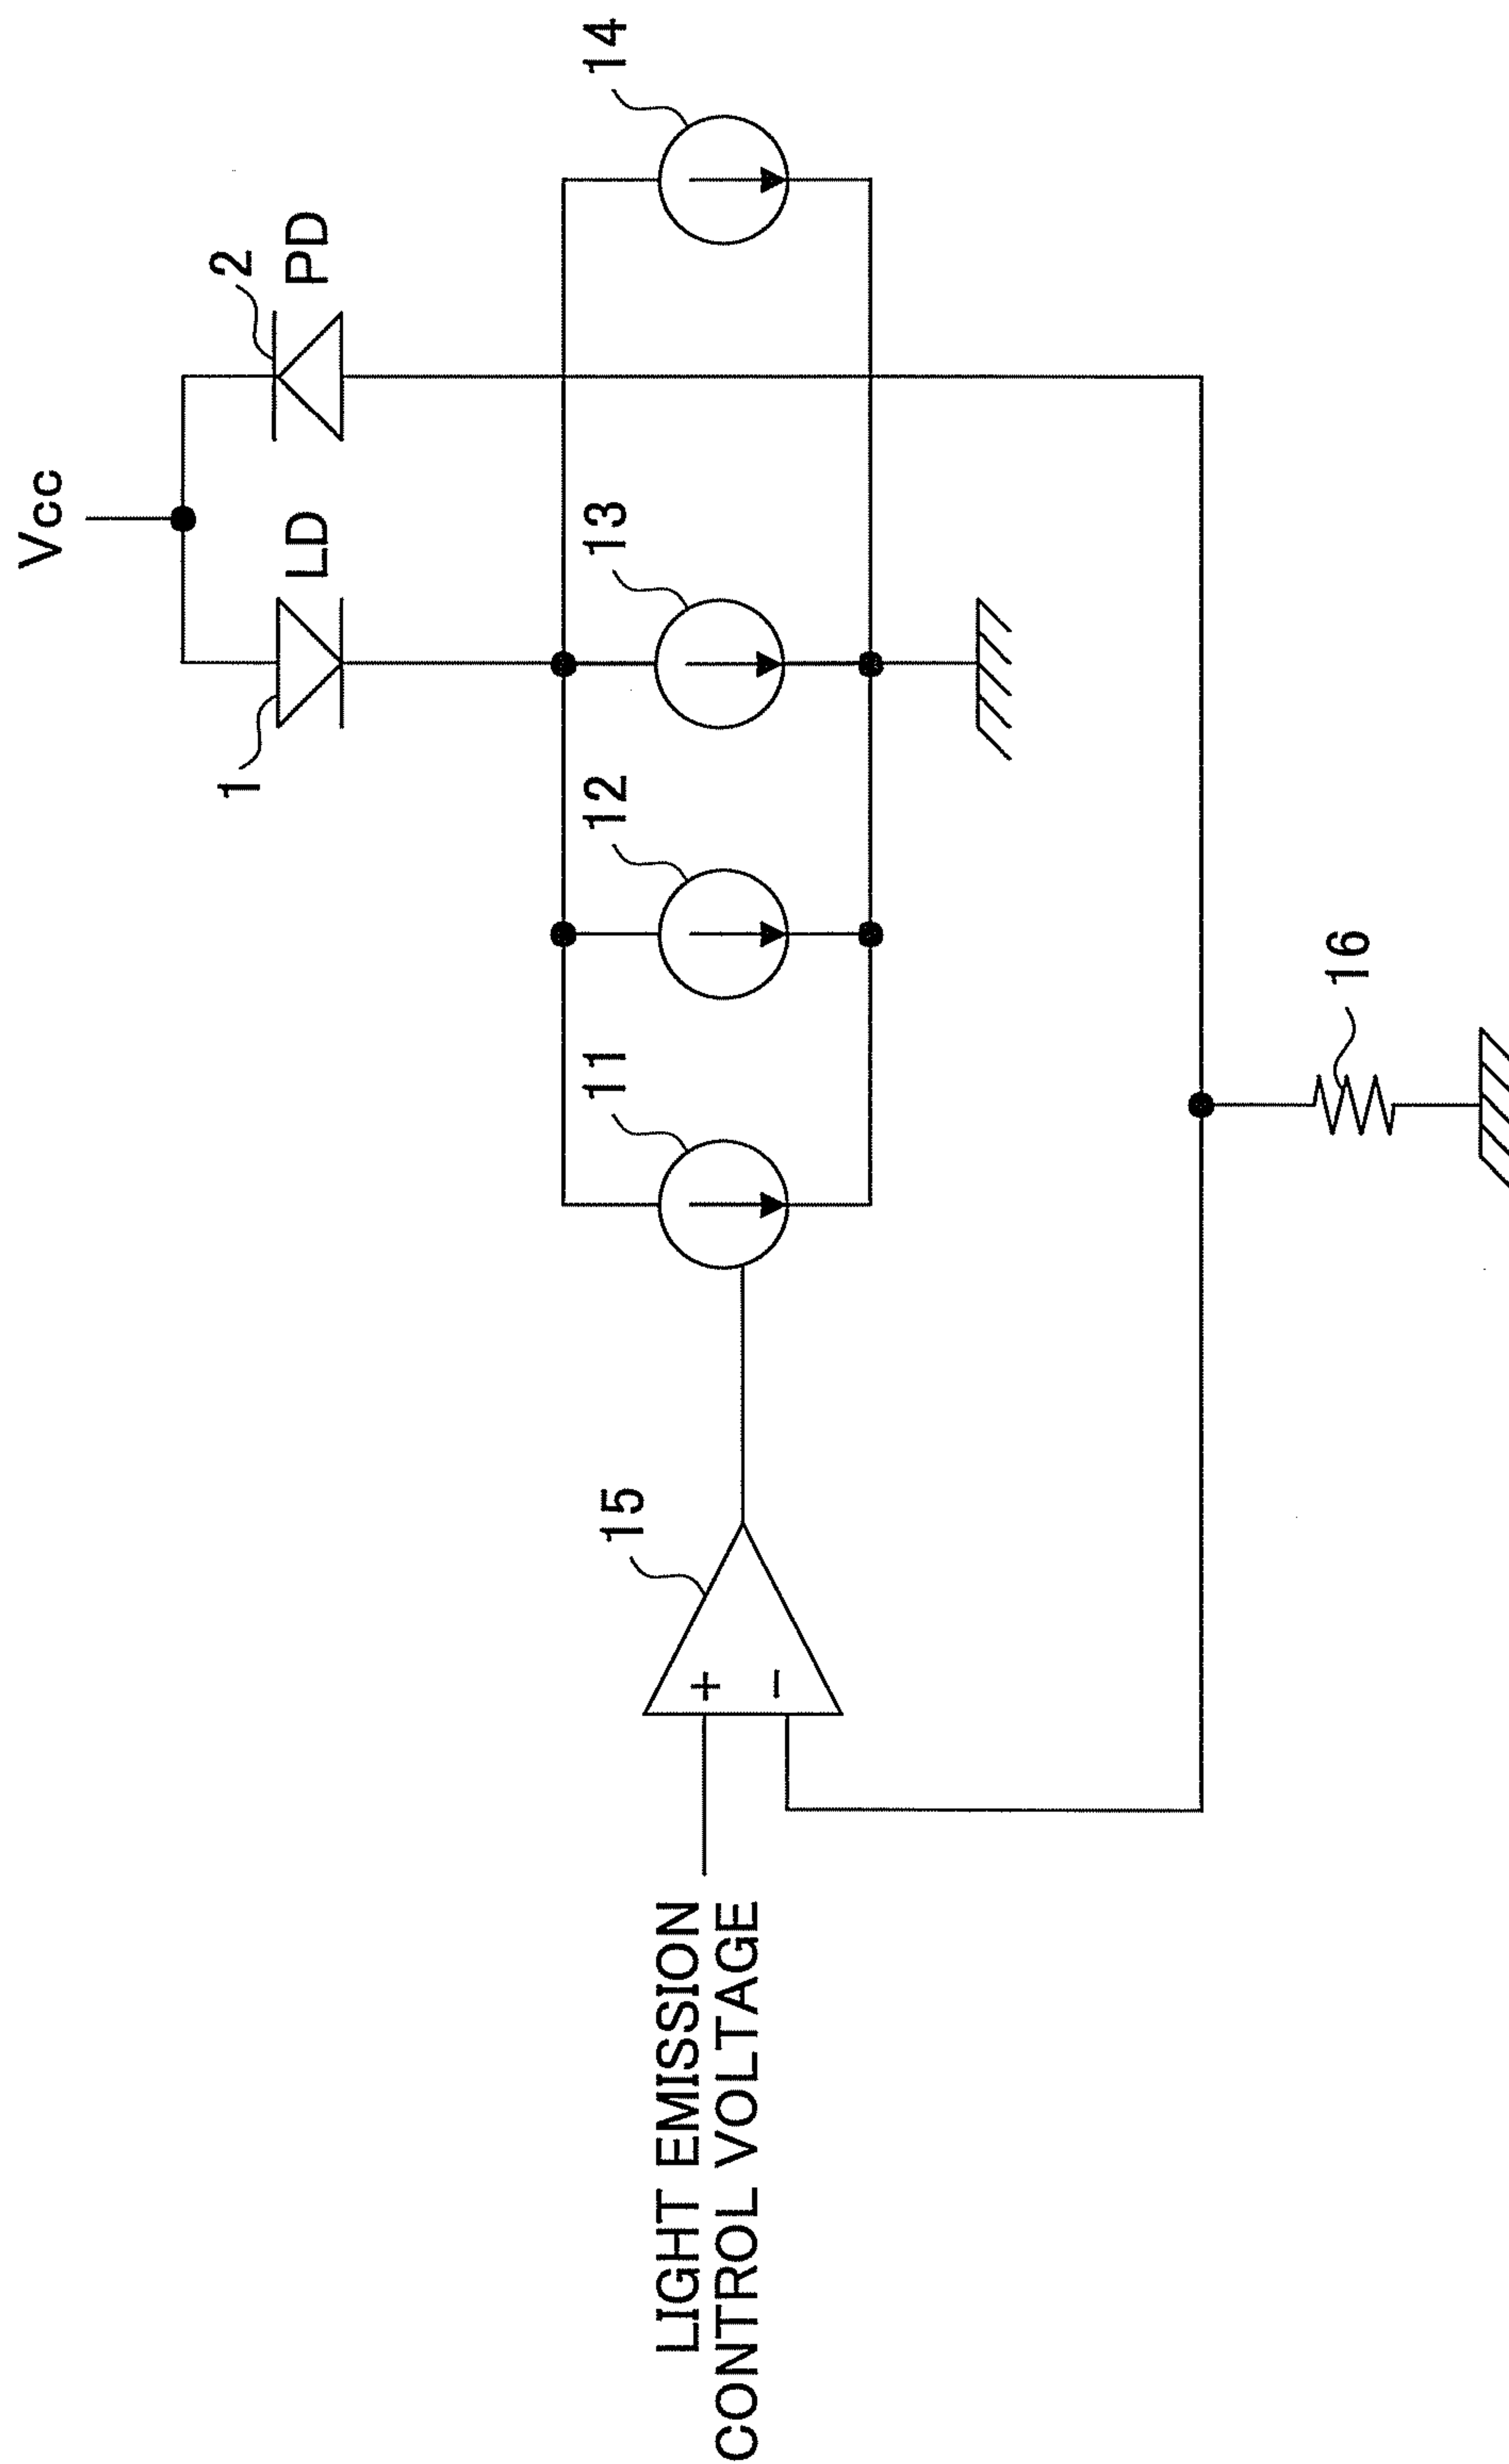 Vcc
1
LD
2
PD
11
12
13
14
15
+
−
LIGHT EMISSION
CONTROL VOLTAGE
16